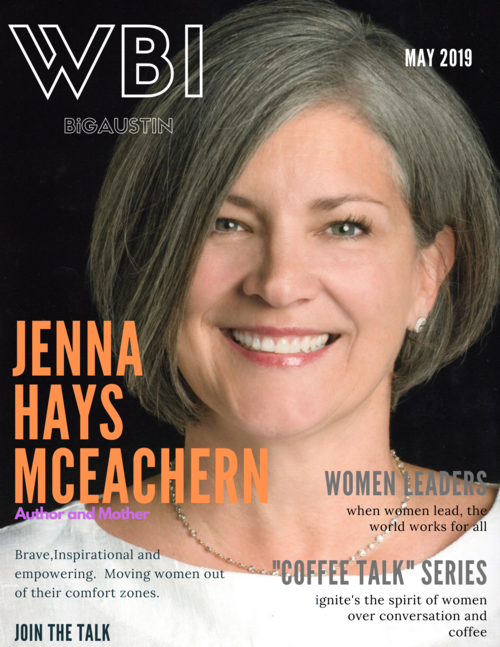 WBI
MAY 2019
BiGAUSTIN
JENNA
HAYS
MCEACHERN
Author and Mother
Brave,Inspirational and
empowering. Moving women out
of their comfort zones.
JOIN THE TALK
WOMEN LEADERS
when women lead, the
world works for all
"COFFEE TALK" SERIES
ignite's the spirit of women
over conversation and
coffee